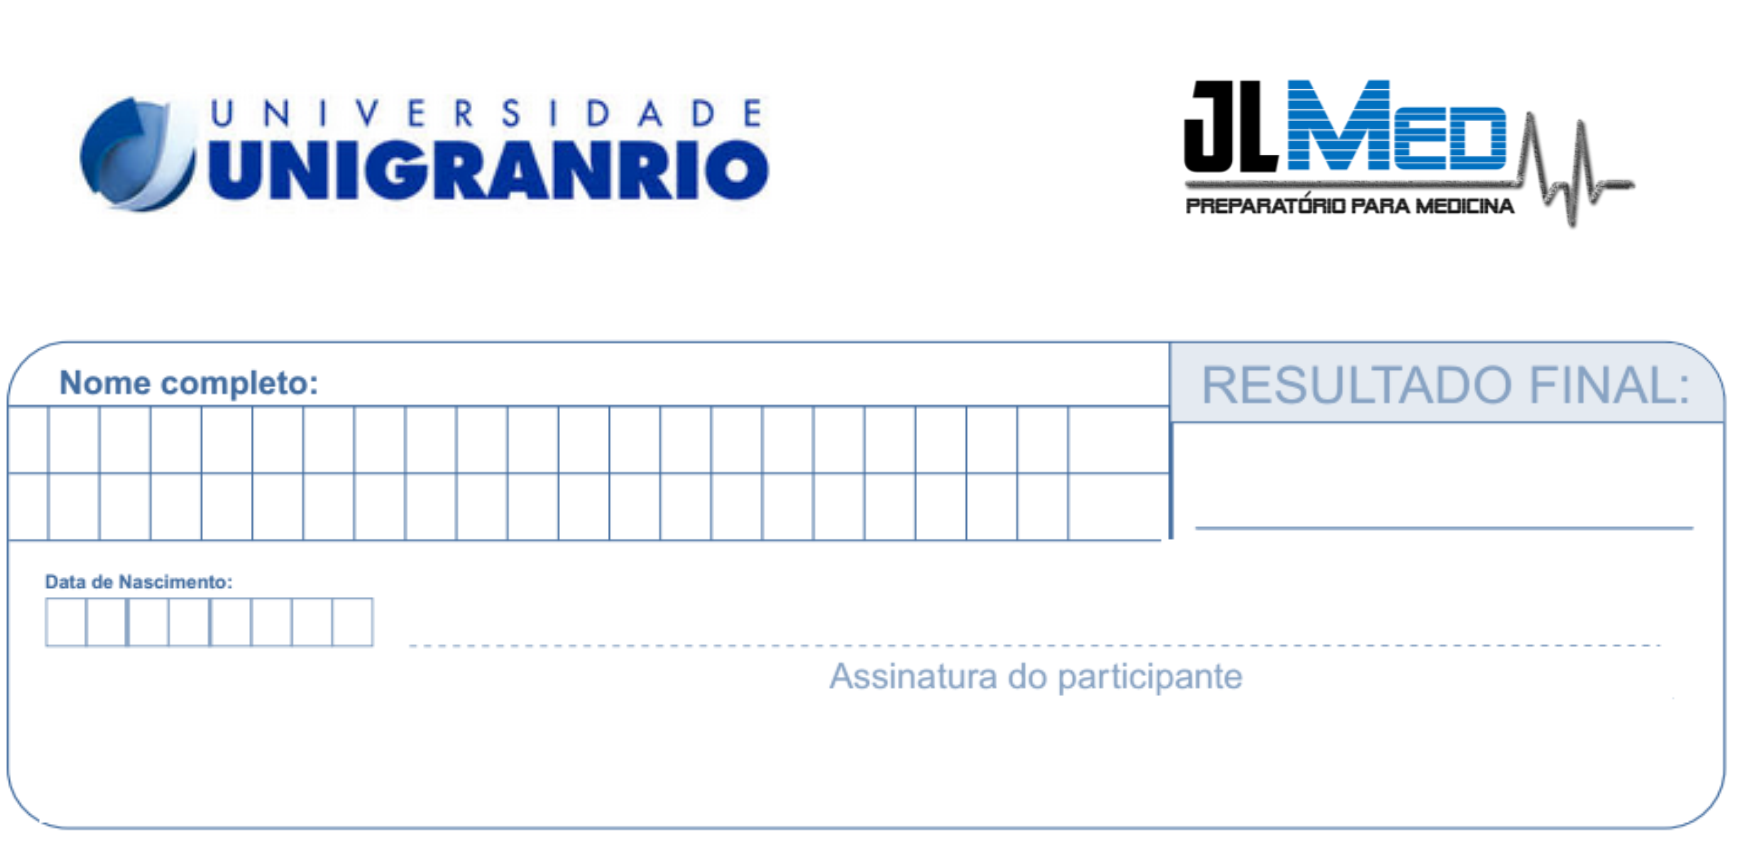 UNIVERSIDADE
UNIGRANRIO
JLMED
PREPARATÓRIO PARA MEDICINA
Nome completo:
RESULTADO FINAL:
Data de Nascimento:
Assinatura do participante